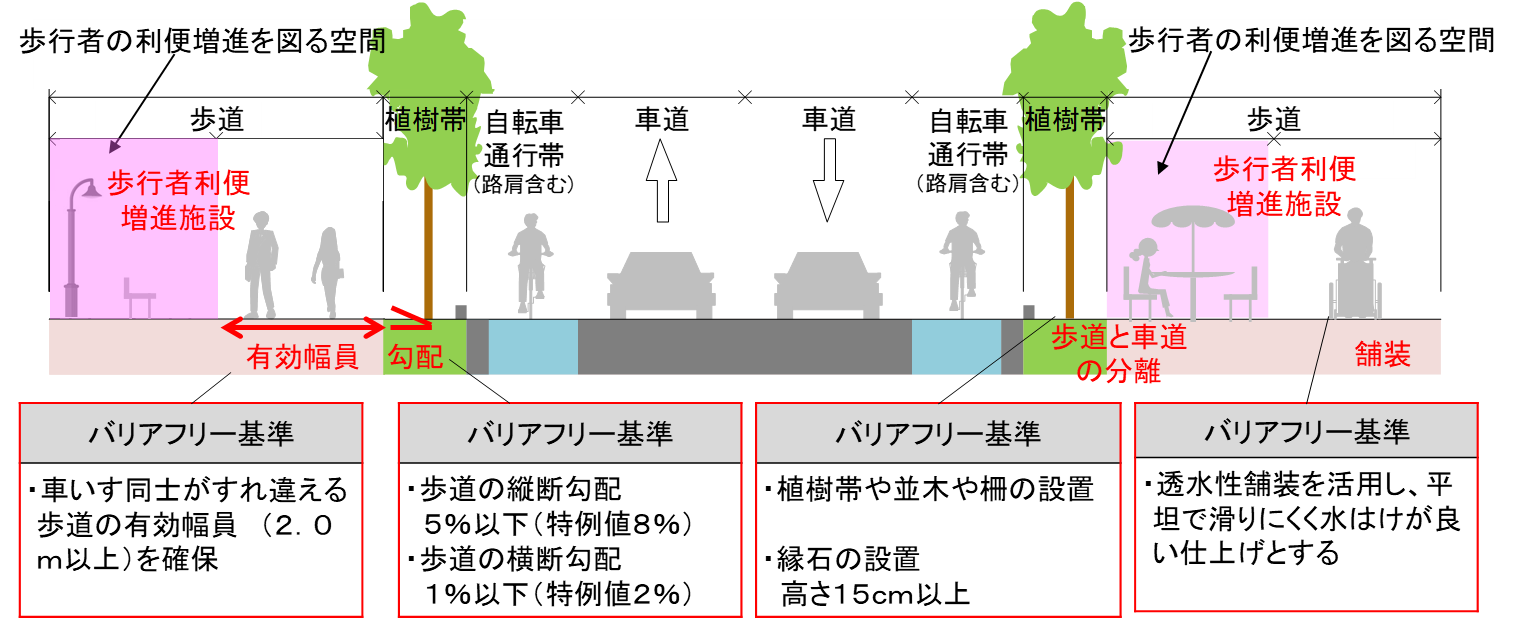 歩行者の利便増進を図る空間
歩行者の利便増進を図る空間
歩道
植樹帯
自転車
通行帯
(路肩含む)
車道
車道
自転車
通行帯
(路肩含む)
植樹帯
歩道
歩行者利便
増進施設
歩行者利便
増進施設
有効幅員
勾配
歩道と車道
の分離
舗装
バリアフリー基準
・車いす同士がすれ違える
歩道の有効幅員　(2.0
m以上)を確保
バリアフリー基準
・歩道の縦断勾配
5%以下(特例値8%)
・歩道の横断勾配
1%以下(特例値2%)
バリアフリー基準
・植樹帯や並木や柵の設置
・縁石の設置
高さ15cm以上
バリアフリー基準
・透水性舗装を活用し、平
坦で滑りにくく水はけが良
い仕上げとする